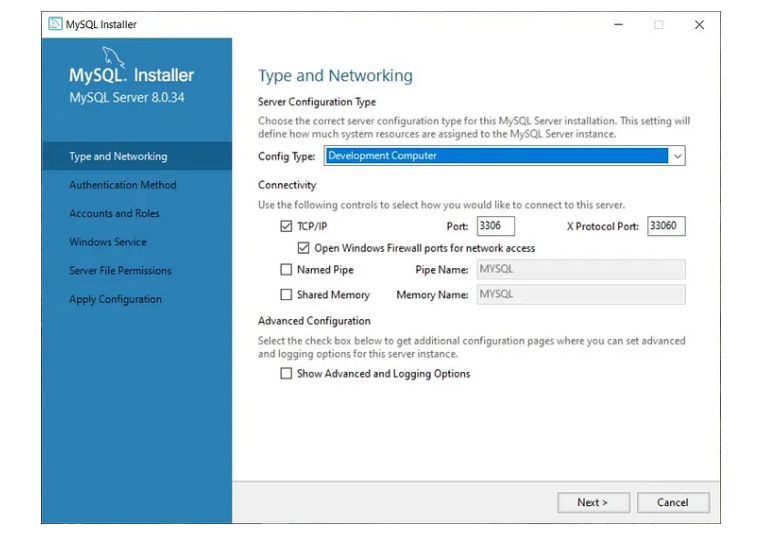 MySQL Installer
MySQL. Installer
MySQL Server 8.0.34
Type and Networking
Authentication Method
Accounts and Roles
Windows Service
Server File Permissions
Apply Configuration
Type and Networking
Server Configuration Type
Choose the correct server configuration type for this MySQL Server installation. This setting will
define how much system resources are assigned to the MySQL Server instance.
Config Type: Development Computer
Connectivity
Use the following controls to select how you would like to connect to this server.
TCP/IP Port: 3306 X Protocol Port: 33060
Open Windows Firewall ports for network access
Named Pipe Pipe Name: MYSQL
Shared Memory Memory Name: MYSQL
Advanced Configuration
Select the check box below to get additional configuration pages where you can set advanced
and logging options for this server instance.
Show Advanced and Logging Options
Next > Cancel